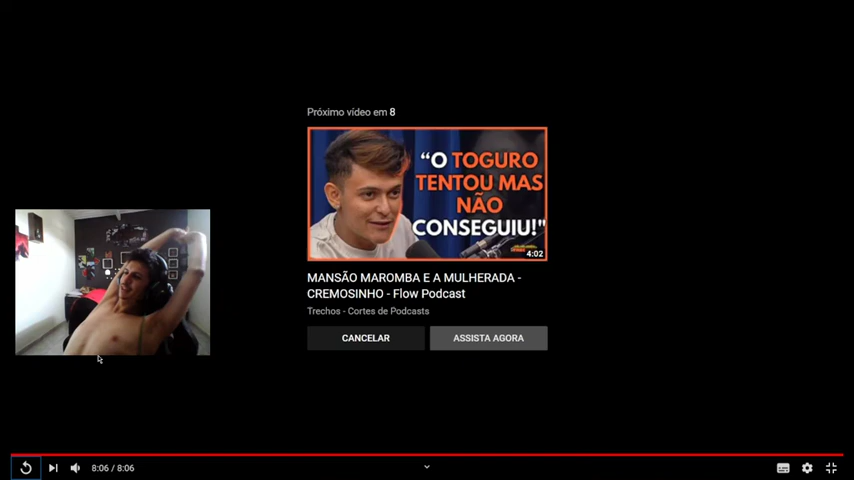 Próximo vídeo em 8
“O TOGURO
TENTOU MAS
NÃO
CONSEGUIU!"
4:02
MANSÃO MAROMBA E A MULHERADA -
CREMOSINHO - Flow Podcast
Trechos - Cortes de Podcasts
CANCELAR
ASSISTA AGORA
8:06 / 8:06